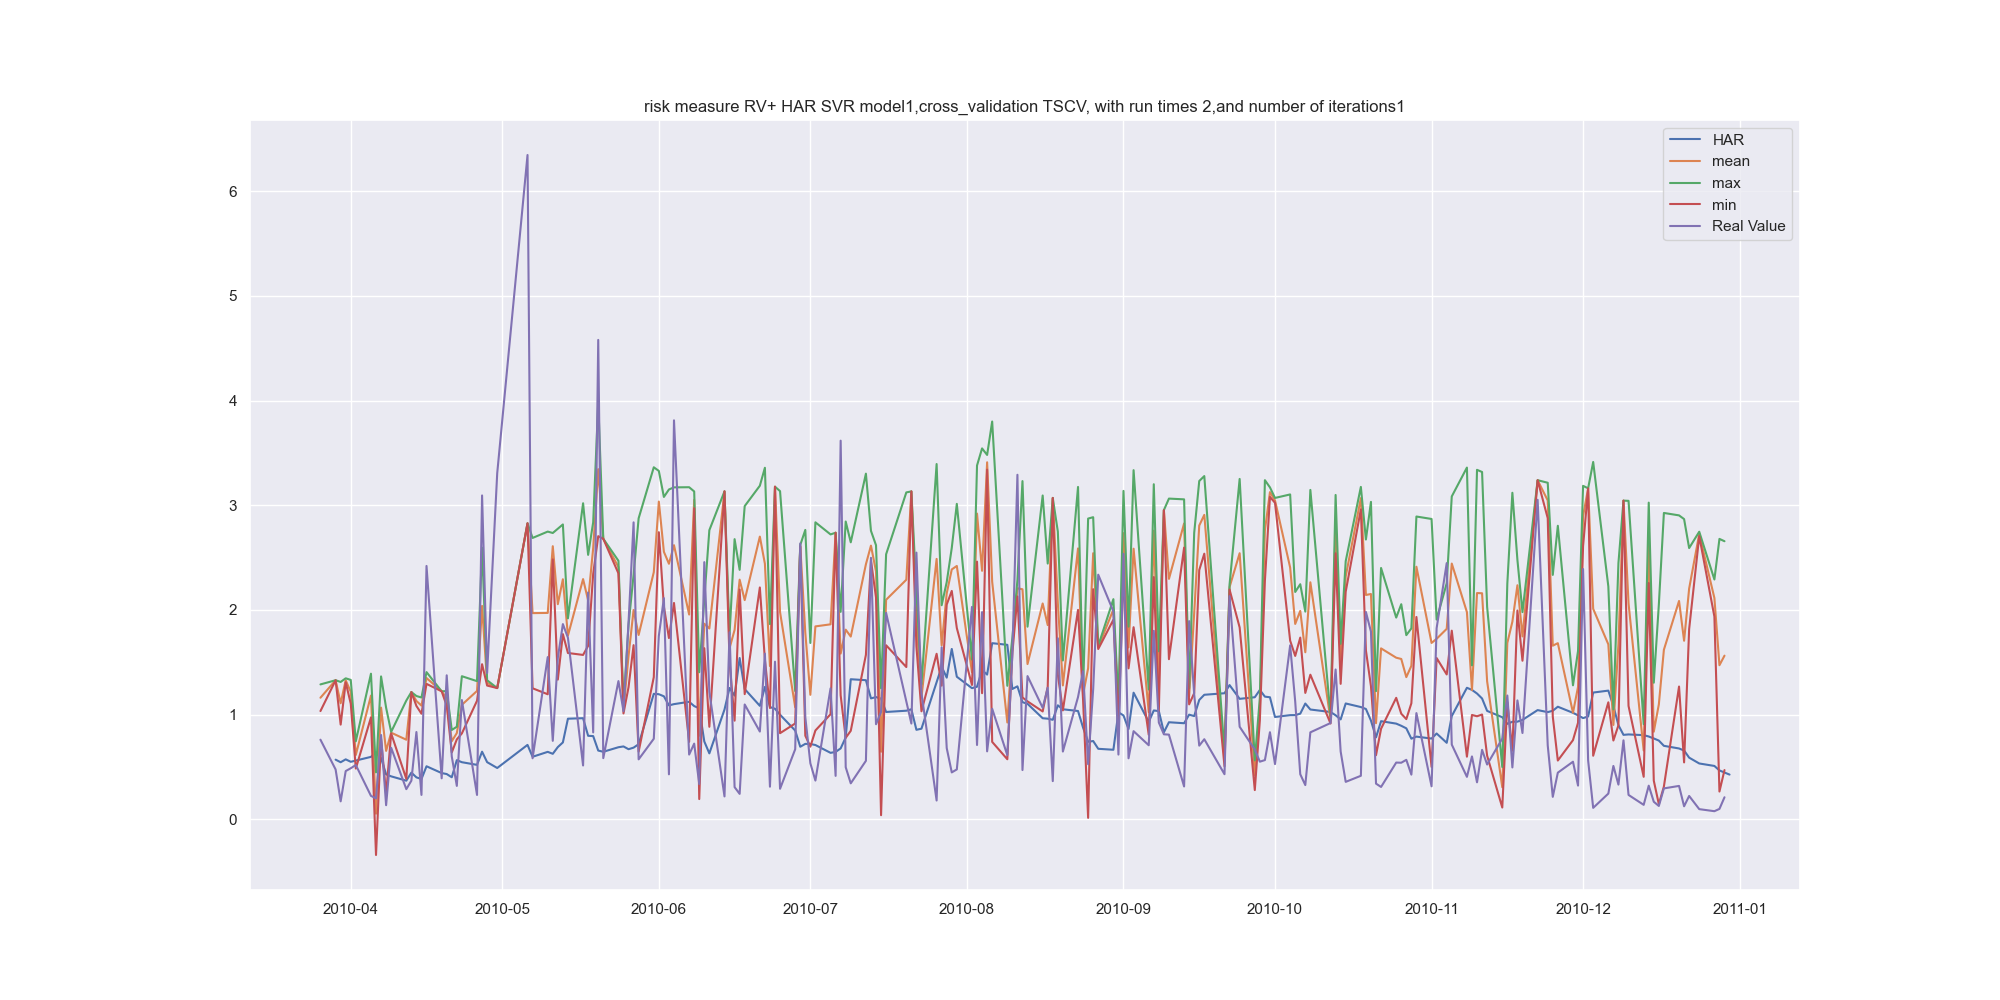 risk measure RV+ HAR SVR model1,cross_validation TSCV, with run times 2,and number of iterations1
HAR
mean
max
min
Real Value
6
5
4
3
2
1
0
2010-04 2010-05 2010-06 2010-07 2010-08 2010-09 2010-10 2010-11 2010-12 2011-01